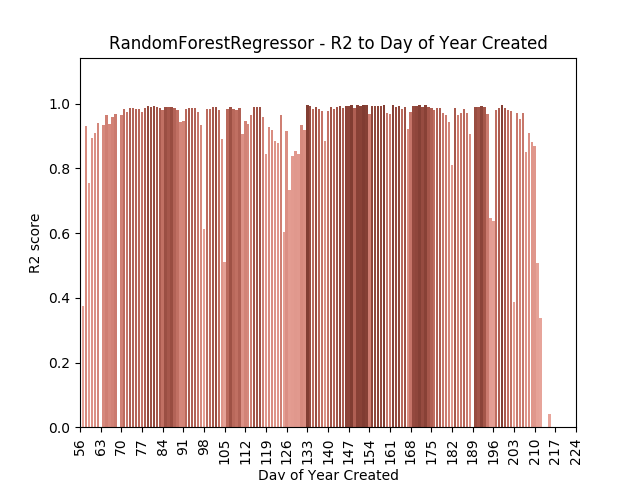 RandomForestRegressor - R2 to Day of Year Created
R2 score
1.0
0.8
0.6
0.4
0.2
0.0
56 63 70 77 84 91 98 105 112 119 126 133 140 147 154 161 168 175 182 189 196 203 210 217 224
Day of Year Created